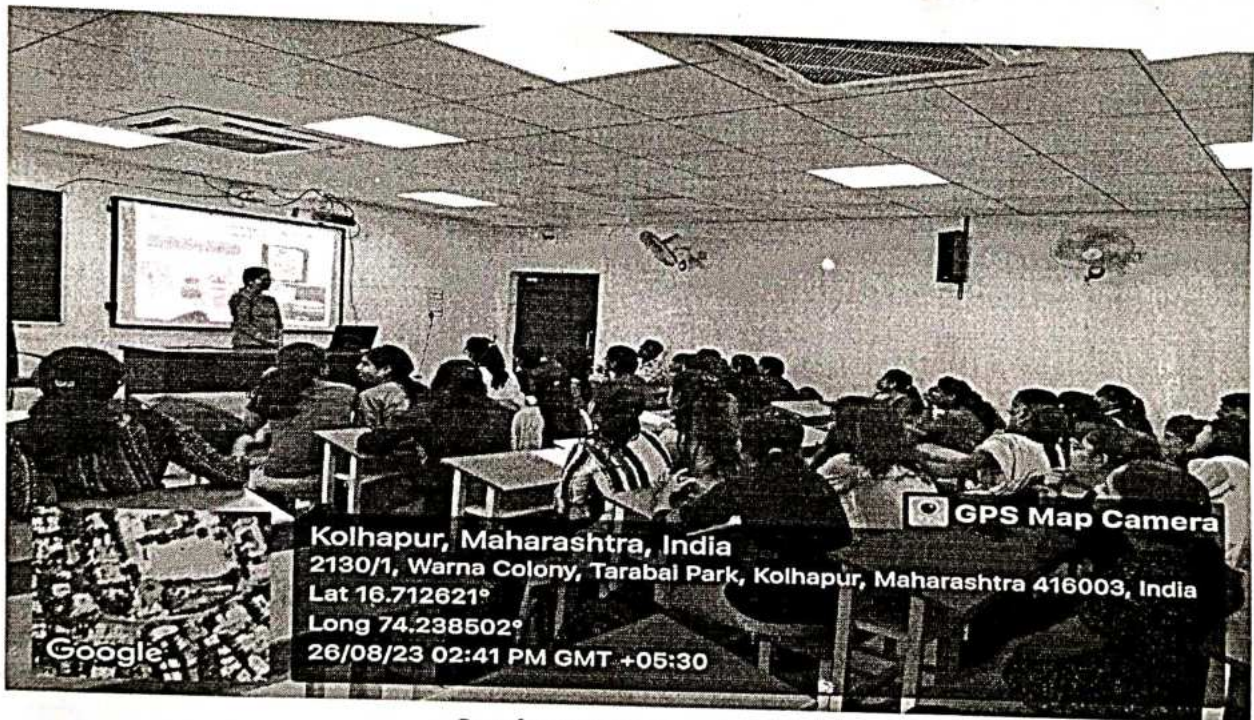 GPS Map Camera
Kolhapur, Maharashtra, India
2130/1, Warna Colony, Tarabai Park, Kolhapur, Maharashtra 416003, India
Lat 16.712621°
Long 74.238502°
26/08/23 02:41 PM GMT +05:30
Google